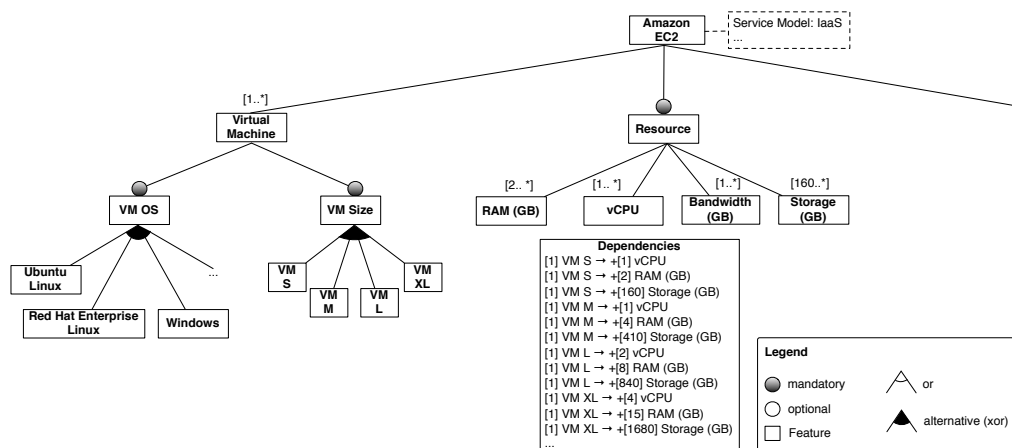 Amazon
EC2
Service Model: IaaS
...
[1..*]
Virtual
Machine
Resource
VM OS
VM Size
[2.. *]
[1.. *]
[1..*]
[160..*]
RAM (GB)
vCPU
Bandwidth
(GB)
Storage
(GB)
Ubuntu
Linux
Red Hat Enterprise
Linux
Windows
...
VM
S
VM
M
VM
L
VM
XL
Dependencies
[1] VM S → +[1] vCPU
[1] VM S → +[2] RAM (GB)
[1] VM S → +[160] Storage (GB)
[1] VM M → +[1] vCPU
[1] VM M → +[4] RAM (GB)
[1] VM M → +[410] Storage (GB)
[1] VM L → +[2] vCPU
[1] VM L → +[8] RAM (GB)
[1] VM L → +[840] Storage (GB)
[1] VM XL → +[4] vCPU
[1] VM XL → +[15] RAM (GB)
[1] VM XL → +[1680] Storage (GB)
...
Legend
mandatory
optional
Feature
or
alternative (xor)